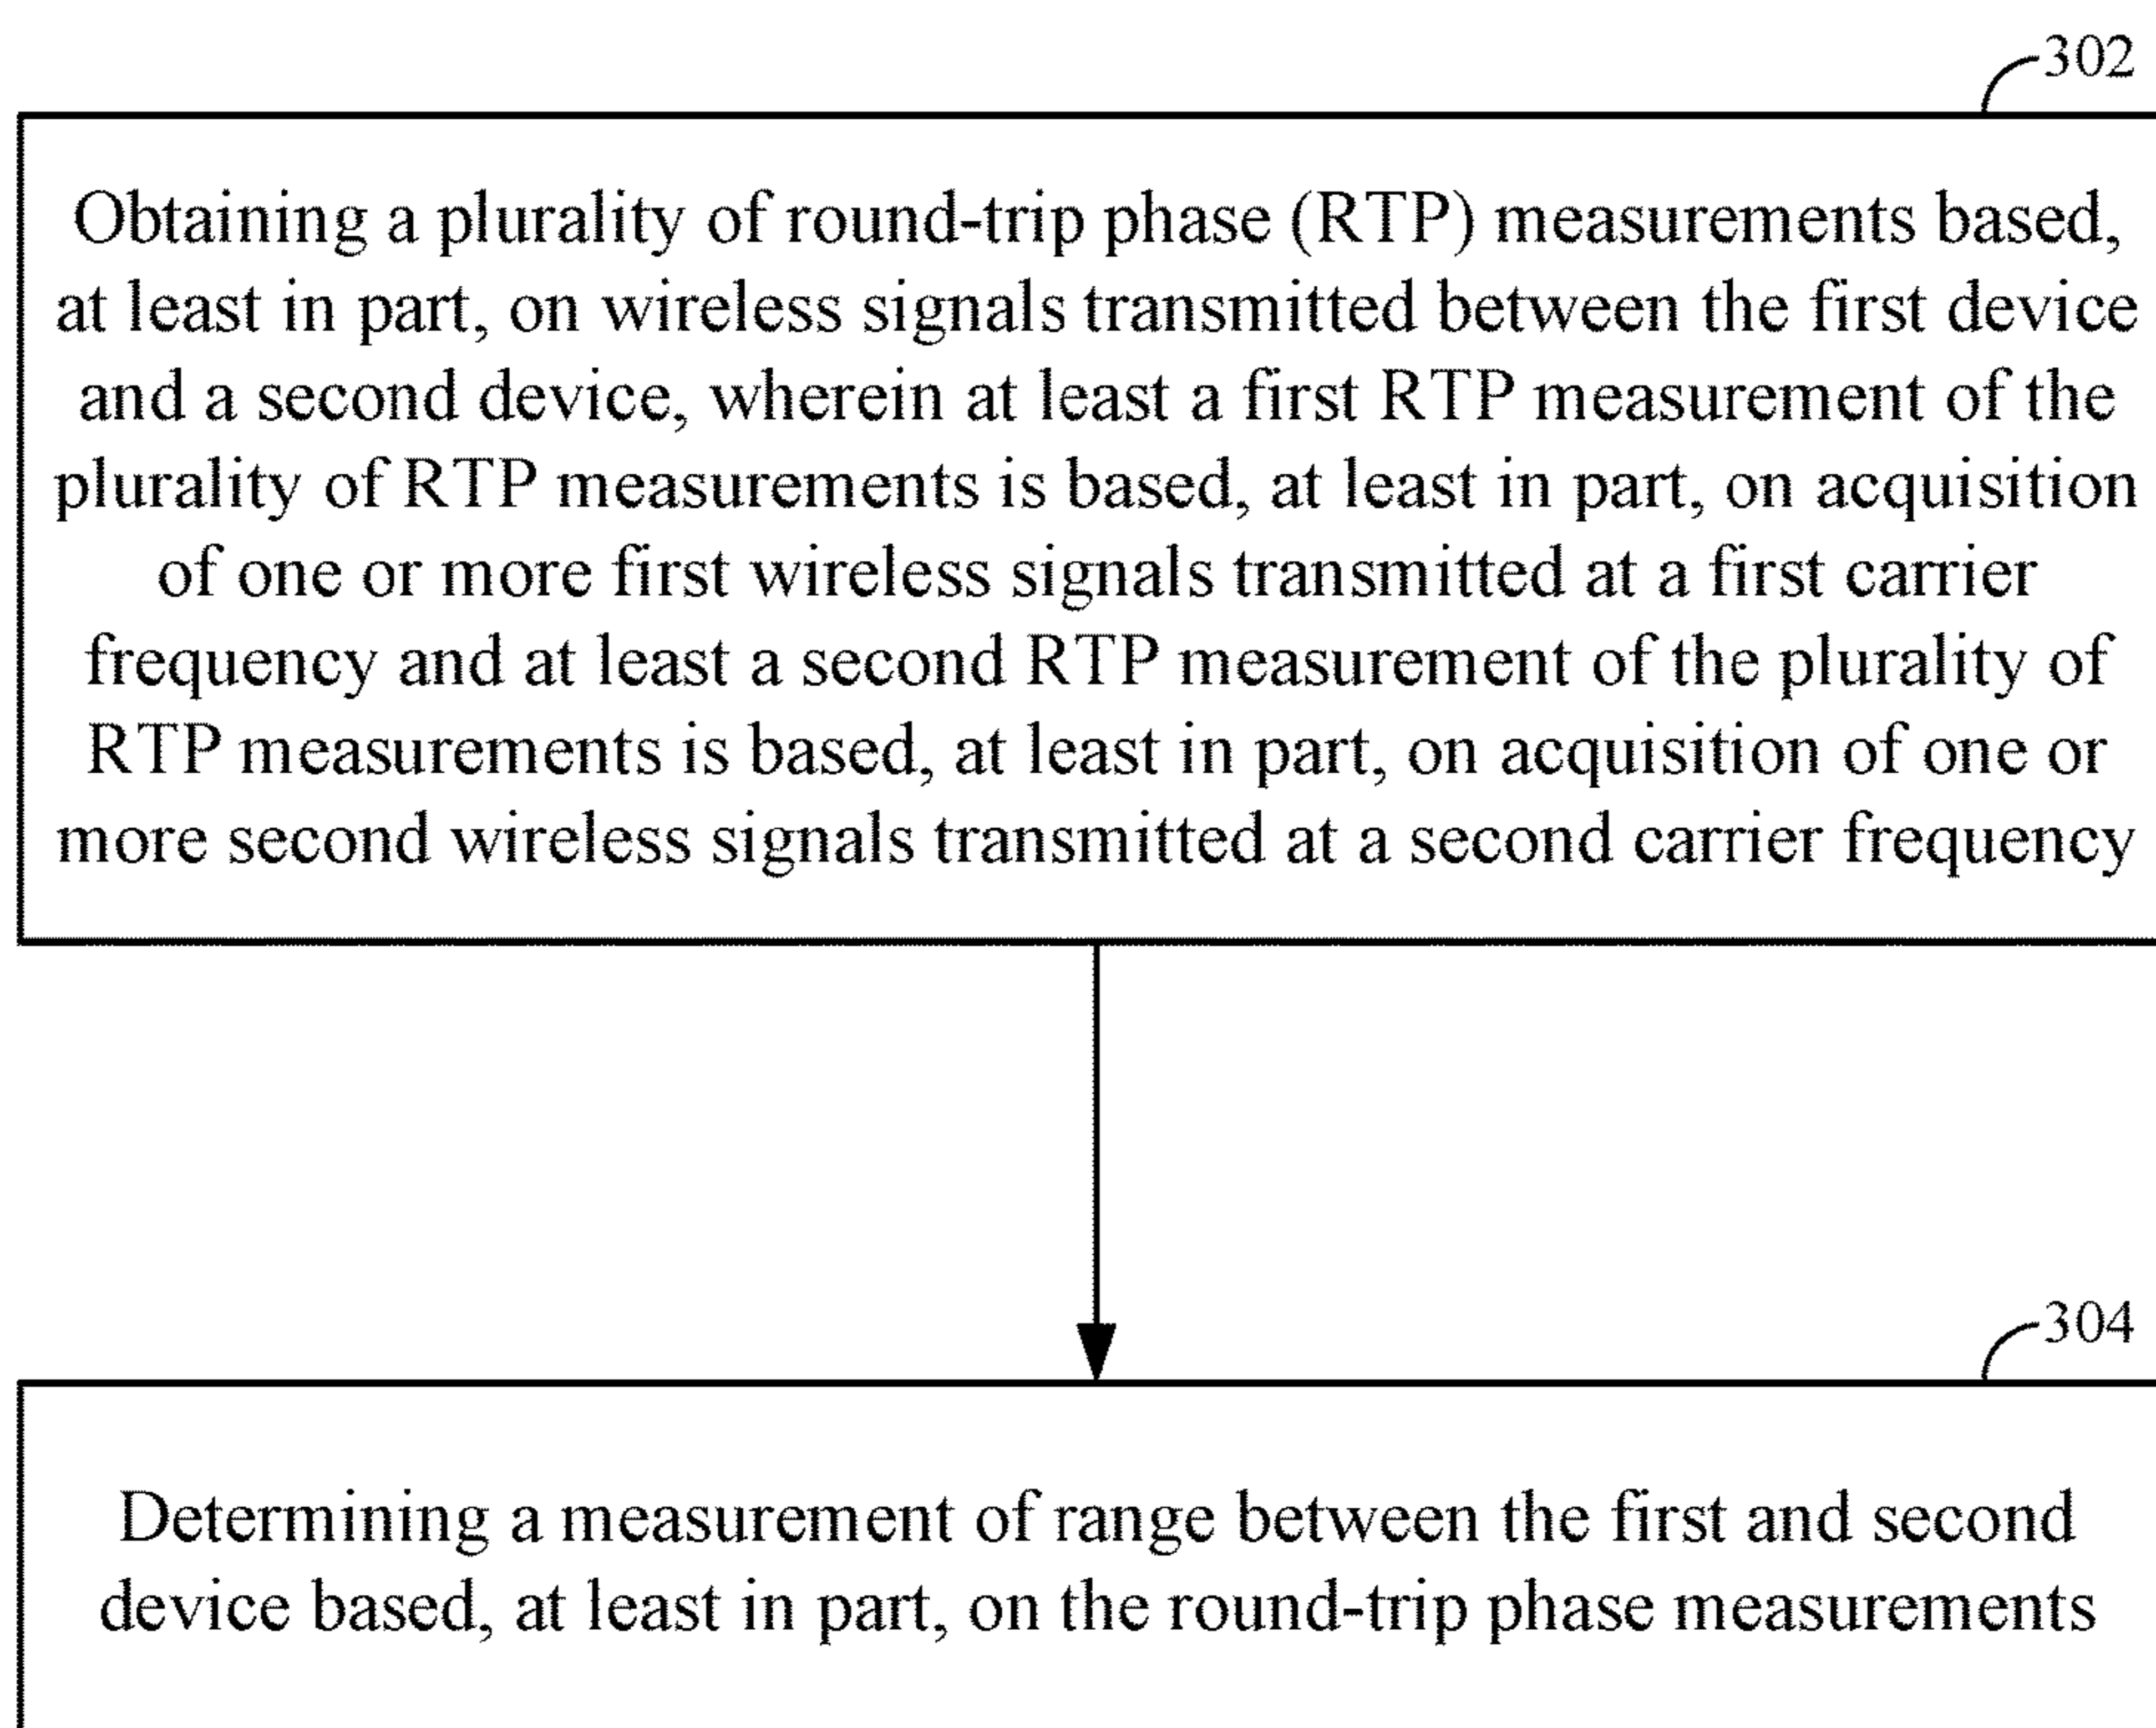 302
Obtaining a plurality of round-trip phase (RTP) measurements based,
at least in part, on wireless signals transmitted between the first device
and a second device, wherein at least a first RTP measurement of the
plurality of RTP measurements is based, at least in part, on acquisition
of one or more first wireless signals transmitted at a first carrier
frequency and at least a second RTP measurement of the plurality of
RTP measurements is based, at least in part, on acquisition of one or
more second wireless signals transmitted at a second carrier frequency
304
Determining a measurement of range between the first and second
device based, at least in part, on the round-trip phase measurements